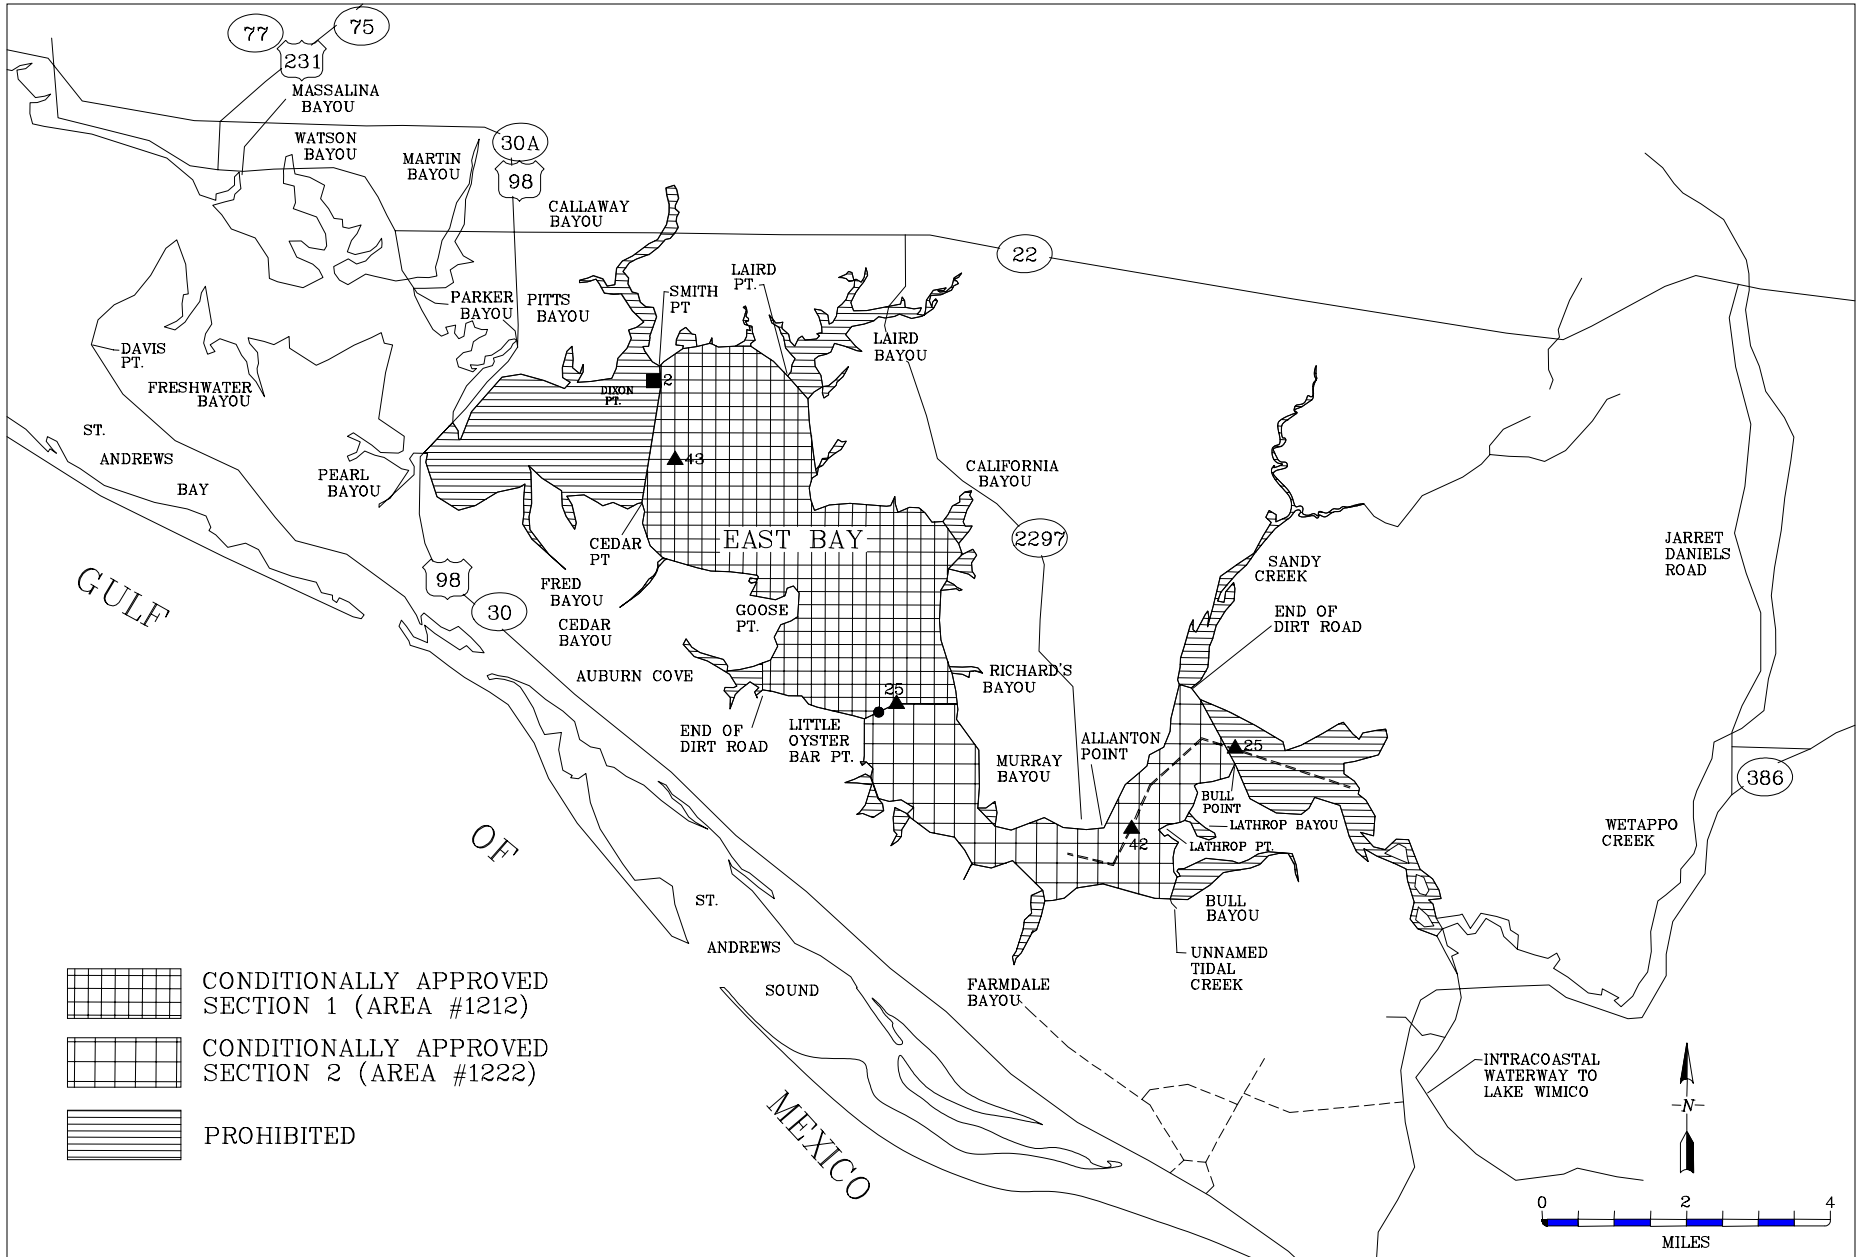 77
75
231
MASSALINA
BAYOU
WATSON
BAYOU
MARTIN
BAYOU
30A
98
CALLAWAY
BAYOU
22
LAIRD
PT.
SMITH
PT
PARKER
BAYOU
PITTS
BAYOU
LAIRD
BAYOU
DAVIS
PT.
FRESHWATER
BAYOU
2
DIXON
PT.
ST.
ANDREWS
BAY
PEARL
BAYOU
43
CALIFORNIA
BAYOU
EAST BAY
2297
CEDAR
PT
JARRET
DANIELS
ROAD
SANDY
CREEK
98
FRED
BAYOU
30
GULF
GOOSE
PT.
END OF
DIRT ROAD
CEDAR
BAYOU
AUBURN COVE
RICHARD'S
BAYOU
25
END OF
DIRT ROAD
LITTLE
OYSTER
BAR PT.
ALLANTON
POINT
25
MURRAY
BAYOU
386
BULL
POINT
LATHROP BAYOU
LATHROP PT.
42
WETAPPO
CREEK
OF
ST.
ANDREWS
SOUND
BULL
BAYOU
UNNAMED
TIDAL
CREEK
FARMDALE
BAYOU
CONDITIONALLY APPROVED
SECTION 1 (AREA #1212)
CONDITIONALLY APPROVED
SECTION 2 (AREA #1222)
PROHIBITED
MEXICO
INTRACOASTAL
WATERWAY TO
LAKE WIMICO
N
0 2 4
MILES